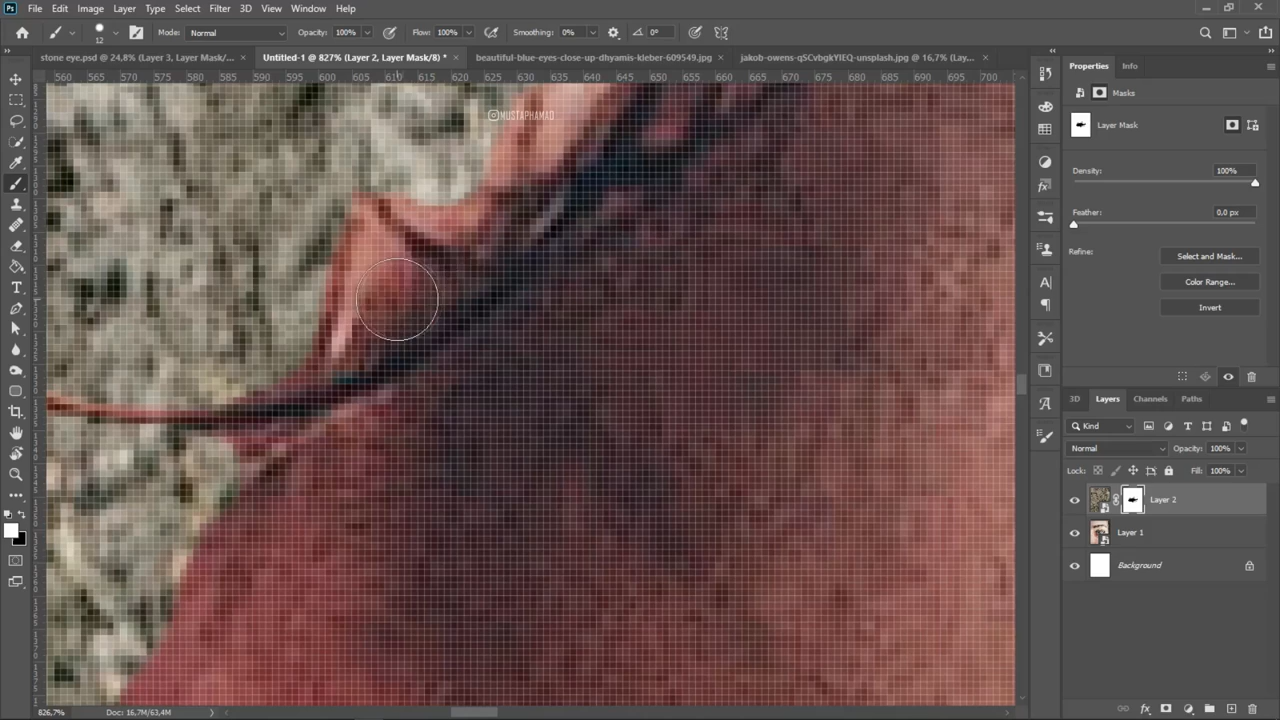 Ps File Edit Image Layer Type Select Filter 3D View Window Help
12 Mode: Normal Opacity: 100% Flow: 100% Smoothing: 0% 0°
stone eye.psd @ 24,8% (Layer 3, Layer Mask/... × Untitled-1 @ 827% (Layer 2, Layer Mask/8) * × beautiful-blue-eyes-close-up-dhyamis-kleber-609549.jpg × jakob-owens-qSCvbgkYIEQ-unsplash.jpg @ 16,7% (Lay... ×
560 565 570 575 580 585 590 595 600 605 610 615 620 625 630 635 640 645 650 655 660 665 670 675 680 685 690 695 700
MUSTAPHAMAD
Properties Info
Masks
Layer Mask
Density: 100%
Feather: 0.0 px
Refine: Select and Mask...
Color Range...
Invert
3D Layers Channels Paths
Kind
Normal Opacity: 100%
Lock: Fill: 100%
Layer 2
Layer 1
Background
826,7% Doc: 16,7M/63,4M